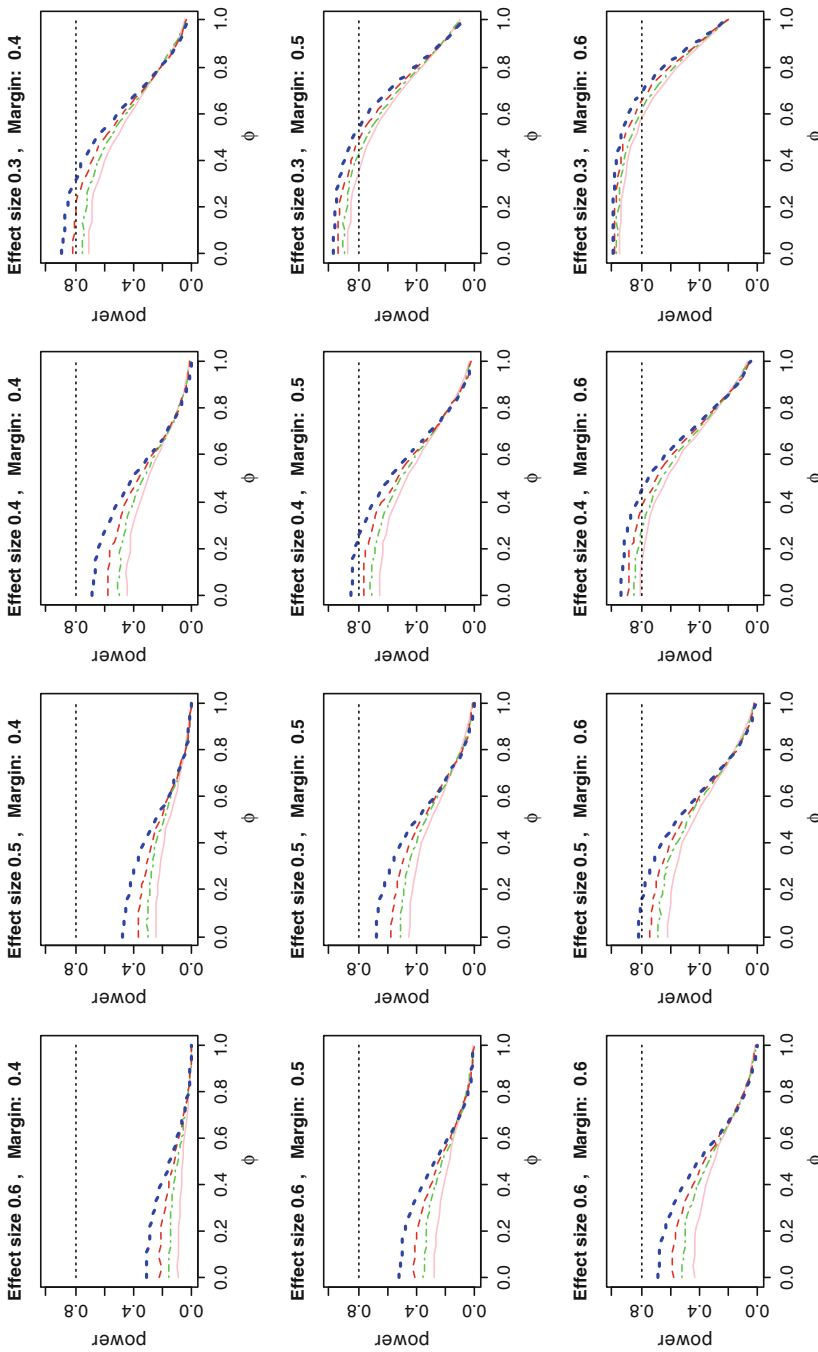 Effect size 0.6 ,   Margin:  0.4
power
0.8
0.4
0.0
0.0 0.2 0.4 0.6 0.8 1.0
ϕ
Effect size 0.5 ,   Margin:  0.4
power
0.8
0.4
0.0
0.0 0.2 0.4 0.6 0.8 1.0
ϕ
Effect size 0.4 ,   Margin:  0.4
power
0.8
0.4
0.0
0.0 0.2 0.4 0.6 0.8 1.0
ϕ
Effect size 0.3 ,   Margin:  0.4
power
0.8
0.4
0.0
0.0 0.2 0.4 0.6 0.8 1.0
ϕ
Effect size 0.6 ,   Margin:  0.5
power
0.8
0.4
0.0
0.0 0.2 0.4 0.6 0.8 1.0
ϕ
Effect size 0.5 ,   Margin:  0.5
power
0.8
0.4
0.0
0.0 0.2 0.4 0.6 0.8 1.0
ϕ
Effect size 0.4 ,   Margin:  0.5
power
0.8
0.4
0.0
0.0 0.2 0.4 0.6 0.8 1.0
ϕ
Effect size 0.3 ,   Margin:  0.5
power
0.8
0.4
0.0
0.0 0.2 0.4 0.6 0.8 1.0
ϕ
Effect size 0.6 ,   Margin:  0.6
power
0.8
0.4
0.0
0.0 0.2 0.4 0.6 0.8 1.0
ϕ
Effect size 0.5 ,   Margin:  0.6
power
0.8
0.4
0.0
0.0 0.2 0.4 0.6 0.8 1.0
ϕ
Effect size 0.4 ,   Margin:  0.6
power
0.8
0.4
0.0
0.0 0.2 0.4 0.6 0.8 1.0
ϕ
Effect size 0.3 ,   Margin:  0.6
power
0.8
0.4
0.0
0.0 0.2 0.4 0.6 0.8 1.0
ϕ